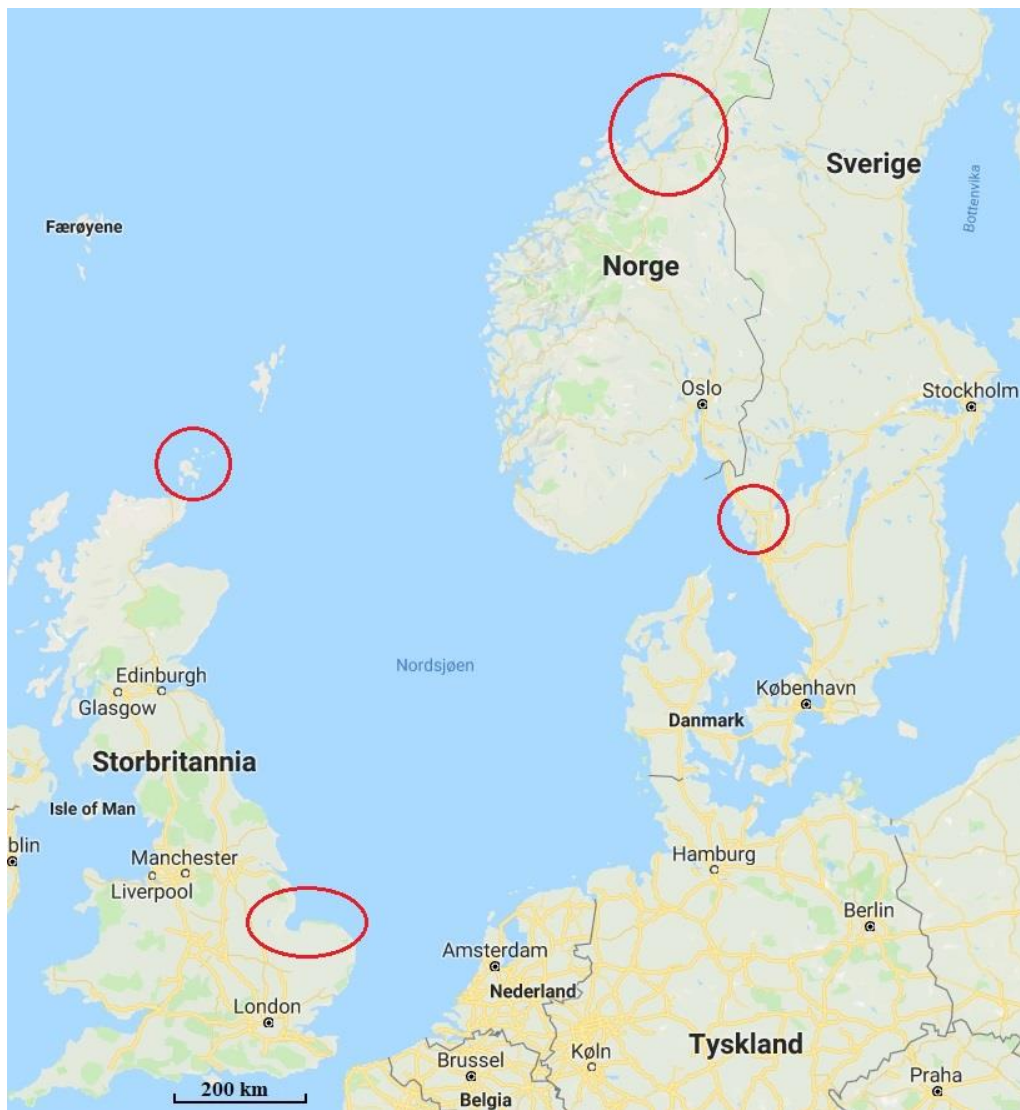 Sverige
Bottenvika
Færøyene
Norge
Oslo
Stockholm
Nordsjøen
Edinburgh
Glasgow
København
Danmark
Storbritannia
Isle of Man
blin
Manchester
Liverpool
Hamburg
Berlin
Amsterdam
Nederland
London
Tyskland
Brussel
Køln
Praha
200 km
Belgia